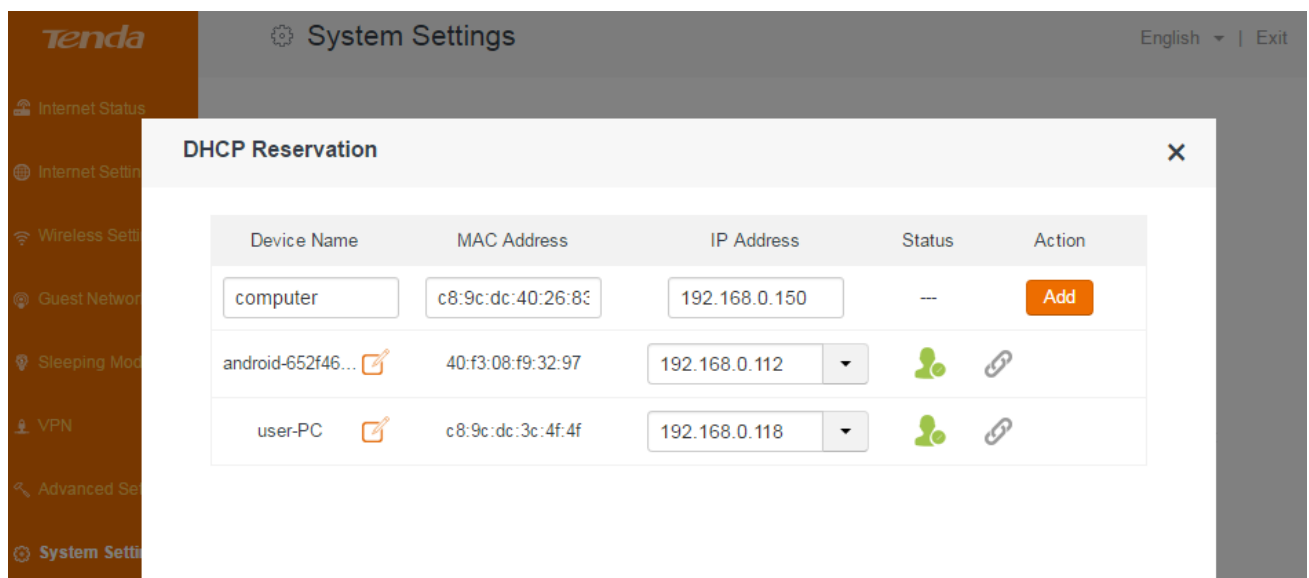 Tenda
System Settings
English | Exit
Internet Status
DHCP Reservation
×
Internet Settin
Wireless Setti
Device Name MAC Address IP Address Status Action
Guest Networ
computer c8:9c:dc:40:26:83 192.168.0.150 --- Add
Sleeping Mod
android-652f46... 40:f3:08:f9:32:97 192.168.0.112
VPN
user-PC c8:9c:dc:3c:4f:4f 192.168.0.118
Advanced Set
System Settin